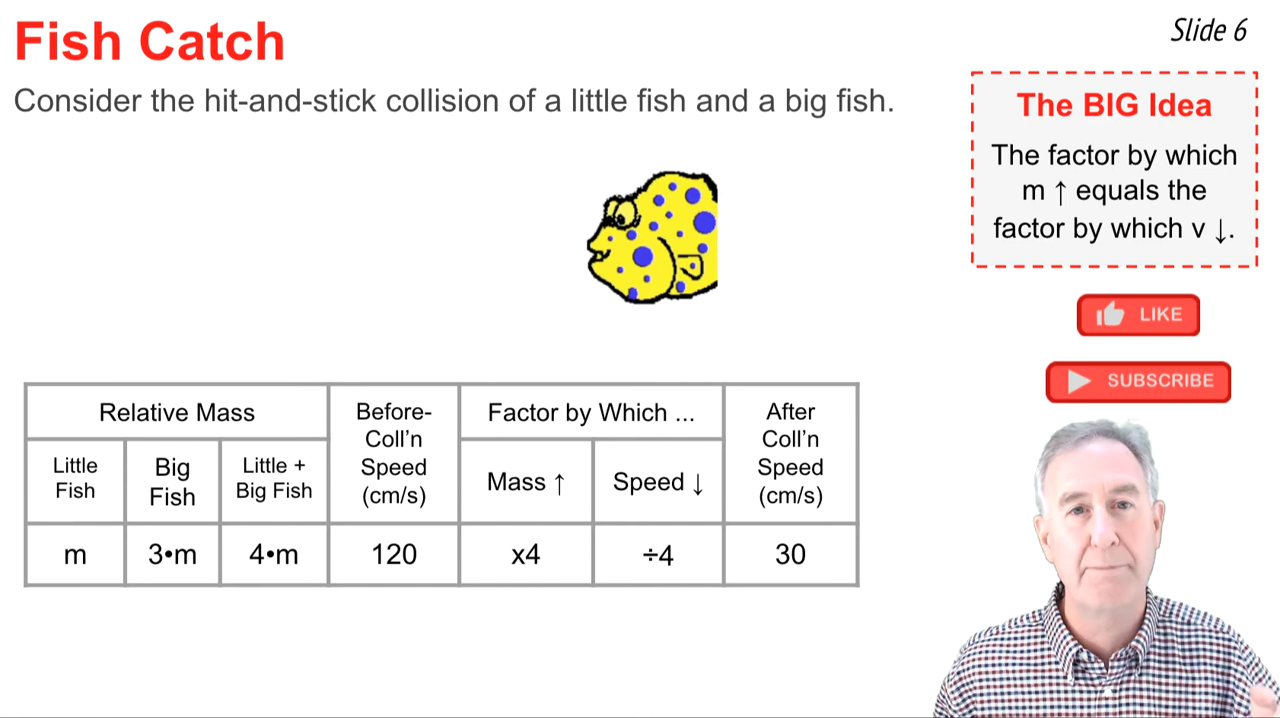 Fish Catch
Slide 6
Consider the hit-and-stick collision of a little fish and a big fish.
The BIG Idea
The factor by which
m ↑ equals the
factor by which v ↓.
LIKE
SUBSCRIBE
Relative Mass
Before-
Coll’n
Speed
(cm/s)
Factor by Which ...
After
Coll’n
Speed
(cm/s)
Little
Fish
Big
Fish
Little +
Big Fish
Mass ↑
Speed ↓
m
3•m
4•m
120
x4
÷4
30